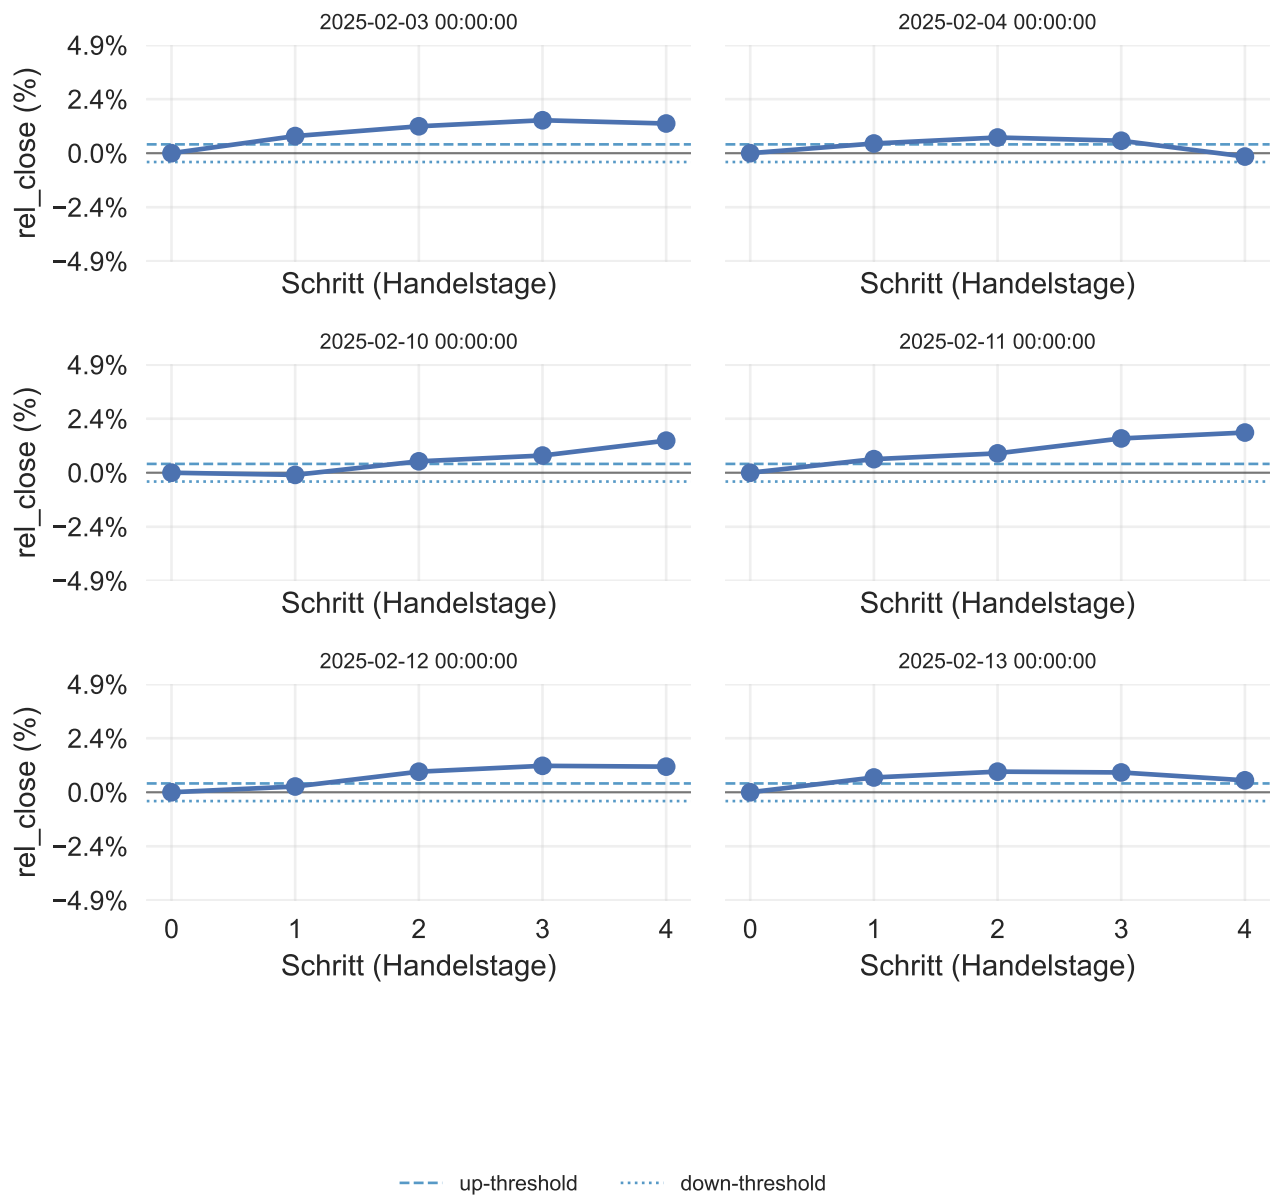 2025-02-03 00:00:00
2025-02-04 00:00:00
rel_close (%)
4.9%
2.4%
0.0%
−2.4%
−4.9%
Schritt (Handelstage)
Schritt (Handelstage)
2025-02-10 00:00:00
2025-02-11 00:00:00
rel_close (%)
4.9%
2.4%
0.0%
−2.4%
−4.9%
Schritt (Handelstage)
Schritt (Handelstage)
2025-02-12 00:00:00
2025-02-13 00:00:00
rel_close (%)
4.9%
2.4%
0.0%
−2.4%
−4.9%
0 1 2 3 4
0 1 2 3 4
Schritt (Handelstage)
Schritt (Handelstage)
up-threshold
down-threshold